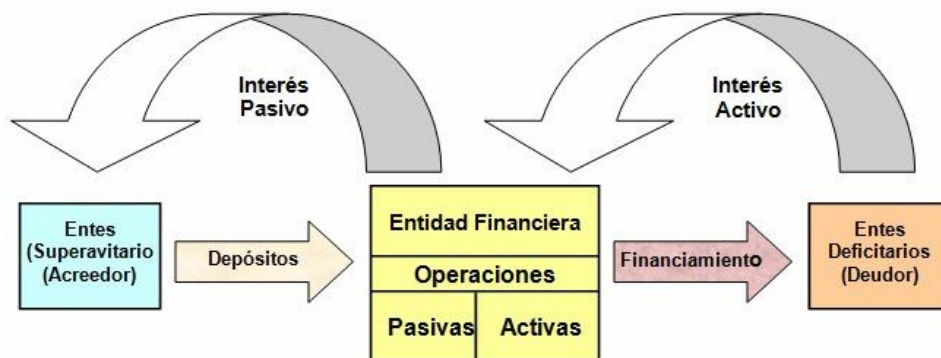 Interés
Pasivo
Interés
Activo
Entes
(Superavitario
(Acreedor)
Depósitos
Entidad Financiera
Operaciones
Pasivas
Activas
Financiamiento
Entes
Deficitarios
(Deudor)